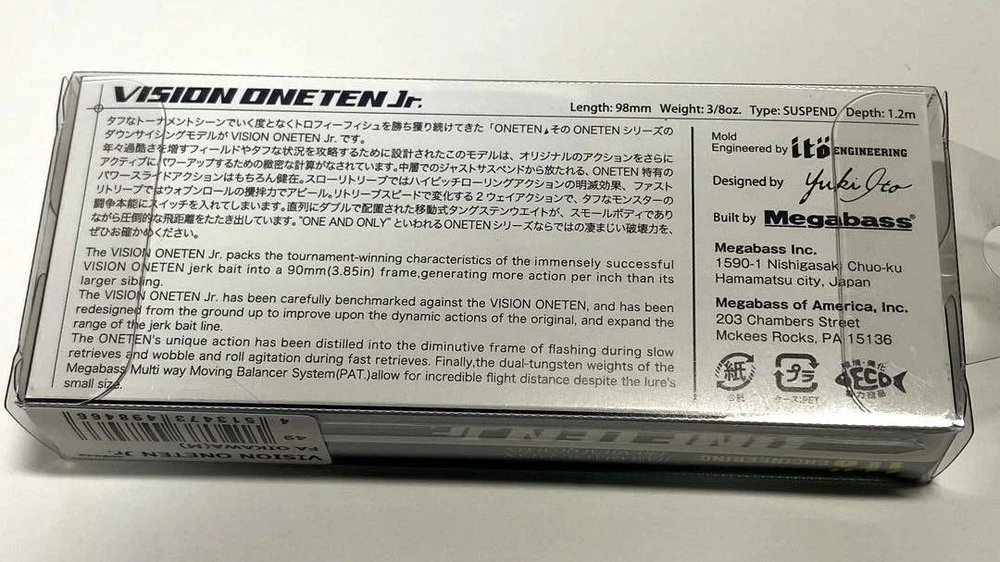 VISION ONETEN Jr.
Length: 98mm Weight: 3/8oz. Type: SUSPEND Depth: 1.2m
タフなトーナメントシーンでいく度となくトロフィーフィッシュを勝ち獲り続けてきた「ONETEN」その ONETEN シリーズの
ダウンサイジングモデルが VISION ONETEN Jr. です。
年々過酷さを増すフィールドやタフな状況を攻略するために設計されたこのモデルは、オリジナルのアクションをさらに
アクティブにパワーアップするための緻密な計算がなされています。中層でのジャストサスペンドから放たれる、ONETEN 特有の
パワースライドアクションはもちろん健在。スローリトリーブではハイピッチローリングアクションの明滅効果、ファスト
リトリーブではウォブンロールの攪拌力でアピール。リトリーブスピードで変化する 2 ウェイアクションで、タフなモンスターの
闘争本能にスイッチを入れてしまいます。直列にダブルで配置された移動式タングステンウエイトが、スモールボディであり
ながら圧倒的な飛距離をたたき出しています。"ONE AND ONLY" といわれる ONETEN シリーズならではの凄まじい破壊力を、
ぜひお確かめください。
The VISION ONETEN Jr. packs the tournament-winning characteristics of the immensely successful
VISION ONETEN jerk bait into a 90mm(3.85in) frame,generating more action per inch than its
larger sibling.
The VISION ONETEN Jr. has been carefully benchmarked against the VISION ONETEN, and has been
redesigned from the ground up to improve upon the dynamic actions of the original, and expand the
range of the jerk bait line.
The ONETEN's unique action has been distilled into the diminutive frame of flashing during slow
retrieves and wobble and roll agitation during fast retrieves. Finally,the dual-tungsten weights of the
Megabass Multi way Moving Balancer System(PAT.)allow for incredible flight distance despite the lure's
small size.
Mold
Engineered by itö ENGINEERING
Designed by Yuki Ito
Built by Megabass
Megabass Inc.
1590-1 Nishigasaki Chuo-ku
Hamamatsu city, Japan
Megabass of America, Inc.
203 Chambers Street
Mckees Rocks, PA 15136
紙
プラ
ECO
ケース:PET
4 513473 498466
49
VISION ONETEN Jr.
itö ENGINEERING